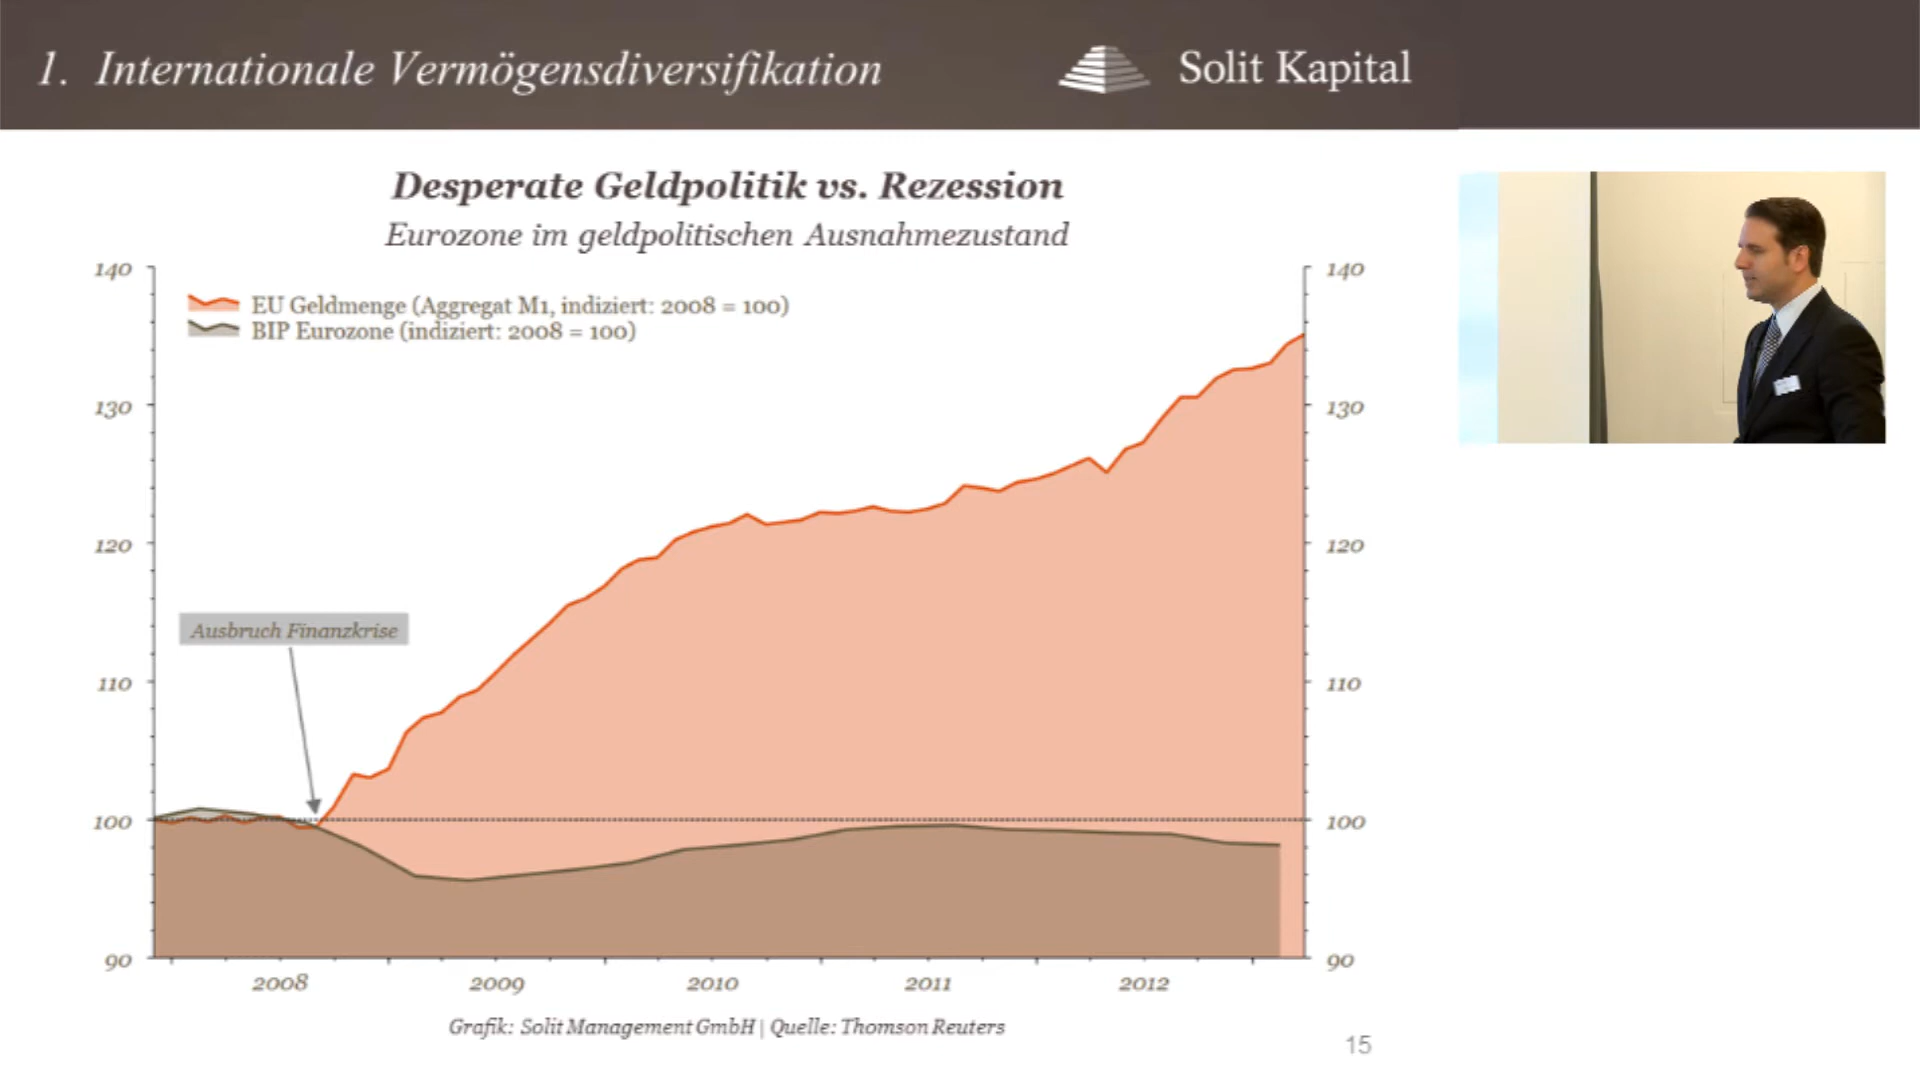 1. Internationale Vermögensdiversifikation
Solit Kapital
Desperate Geldpolitik vs. Rezession
Eurozone im geldpolitischen Ausnahmezustand
140
140
EU Geldmenge (Aggregat M1, indiziert: 2008 = 100)
BIP Eurozone (indiziert: 2008 = 100)
130
130
120
120
Ausbruch Finanzkrise
110
110
100
100
90
90
2008
2009
2010
2011
2012
Grafik: Solit Management GmbH | Quelle: Thomson Reuters
15